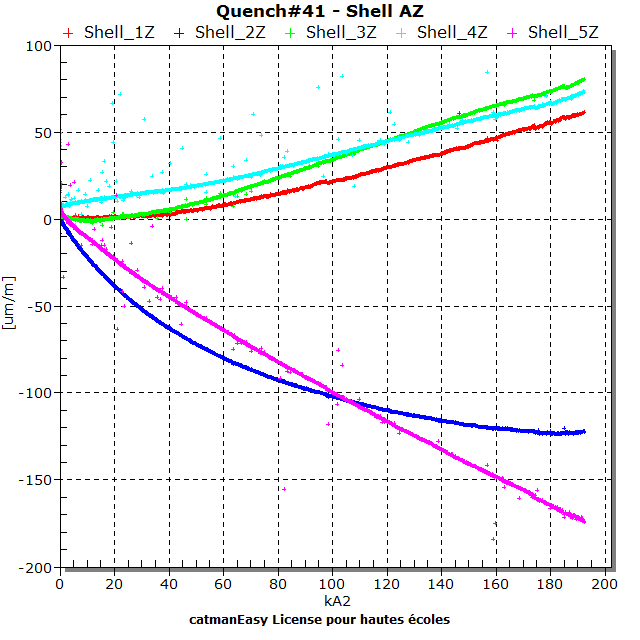 Quench#41 - Shell AZ
Shell_1Z Shell_2Z Shell_3Z Shell_4Z Shell_5Z
100
50
0
-50
-100
-150
-200
[um/m]
0 20 40 60 80 100 120 140 160 180 200
kA2
catmanEasy License pour hautes écoles